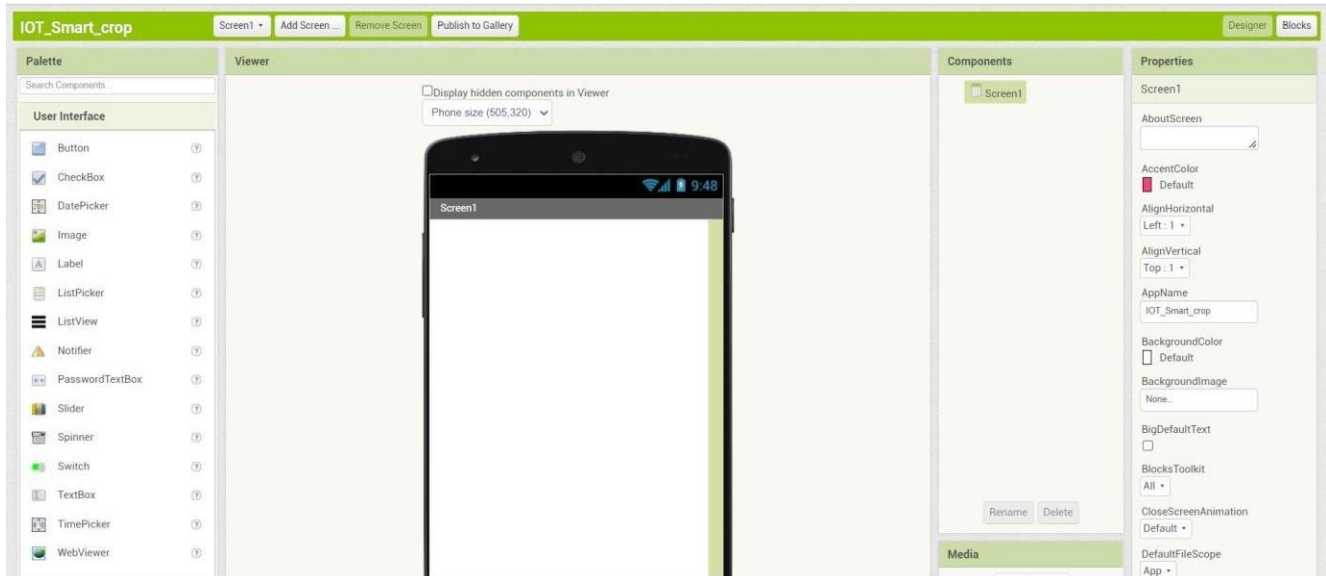 IOT_Smart_crop
Screen1
Add Screen ...
Remove Screen
Publish to Gallery
Designer
Blocks
Palette
Search Components...
User Interface
Button
CheckBox
DatePicker
Image
Label
ListPicker
ListView
Notifier
PasswordTextBox
Slider
Spinner
Switch
TextBox
TimePicker
WebViewer
Viewer
Display hidden components in Viewer
Phone size (505,320)
9:48
Screen1
Components
Screen1
Rename
Delete
Media
Properties
Screen1
AboutScreen
AccentColor
Default
AlignHorizontal
Left : 1
AlignVertical
Top : 1
AppName
IOT_Smart_crop
BackgroundColor
Default
BackgroundImage
None...
BigDefaultText
BlocksToolkit
All
CloseScreenAnimation
Default
DefaultFileScope
App